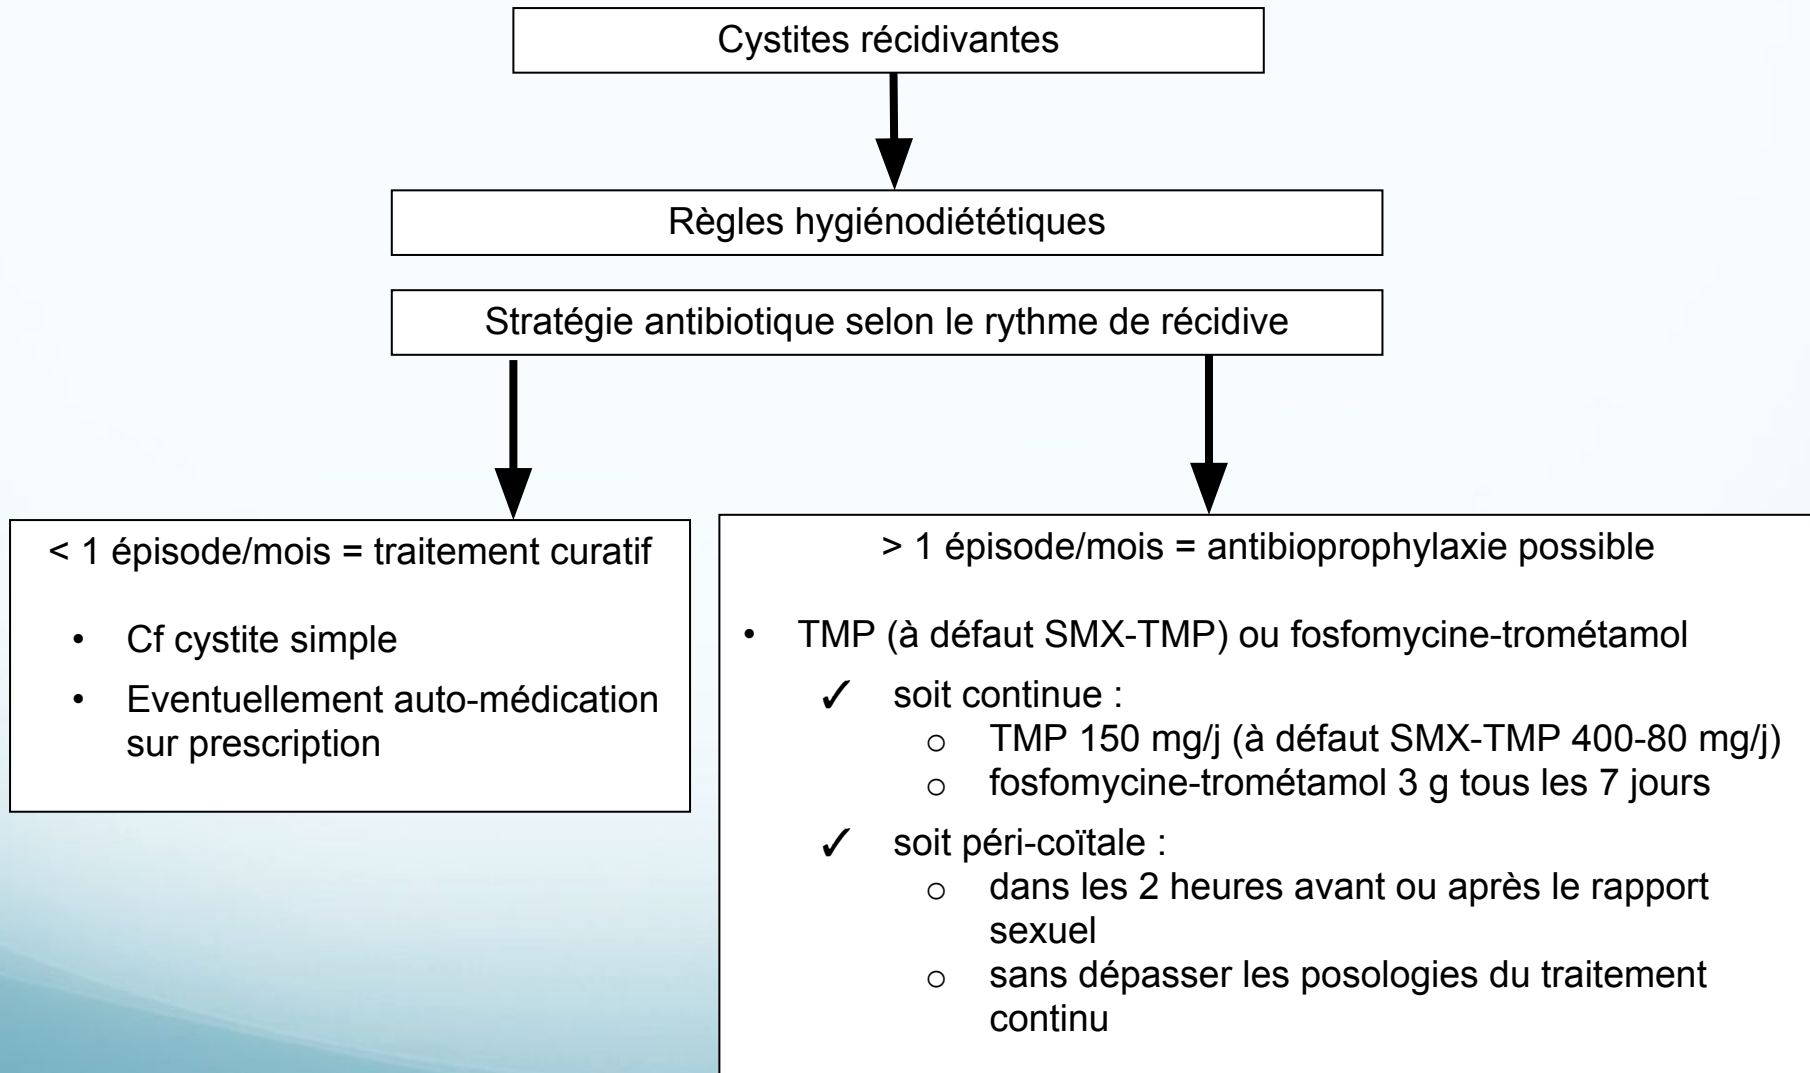 Cystites récidivantes
Règles hygiénodiététiques
Stratégie antibiotique selon le rythme de récidive
< 1 épisode/mois = traitement curatif
• Cf cystite simple
• Eventuellement auto-médication
sur prescription
> 1 épisode/mois = antibioprophylaxie possible
• TMP (à défaut SMX-TMP) ou fosfomycine-trométamol
✓ soit continue :
○ TMP 150 mg/j (à défaut SMX-TMP 400-80 mg/j)
○ fosfomycine-trométamol 3 g tous les 7 jours
✓ soit péri-coïtale :
○ dans les 2 heures avant ou après le rapport
sexuel
○ sans dépasser les posologies du traitement
continu